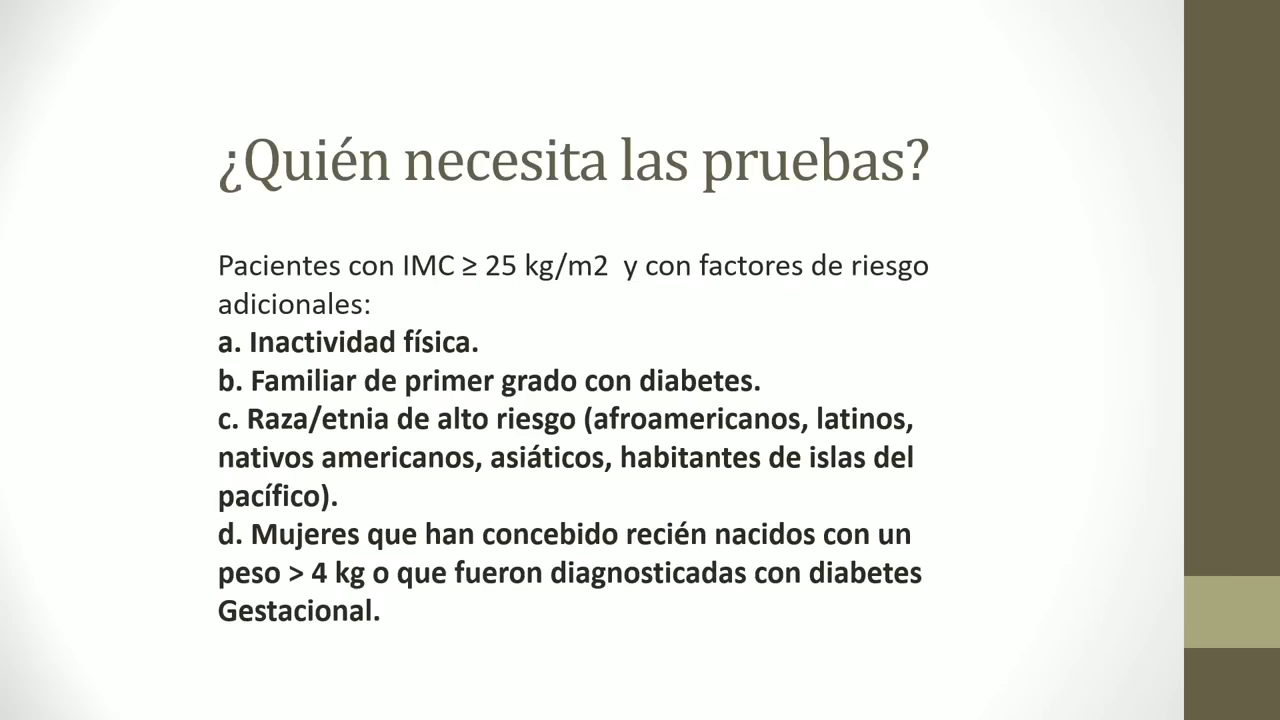 ¿Quién necesita las pruebas?
Pacientes con IMC ≥ 25 kg/m2  y con factores de riesgo
adicionales:
a. Inactividad física.
b. Familiar de primer grado con diabetes.
c. Raza/etnia de alto riesgo (afroamericanos, latinos,
nativos americanos, asiáticos, habitantes de islas del
pacífico).
d. Mujeres que han concebido recién nacidos con un
peso > 4 kg o que fueron diagnosticadas con diabetes
Gestacional.